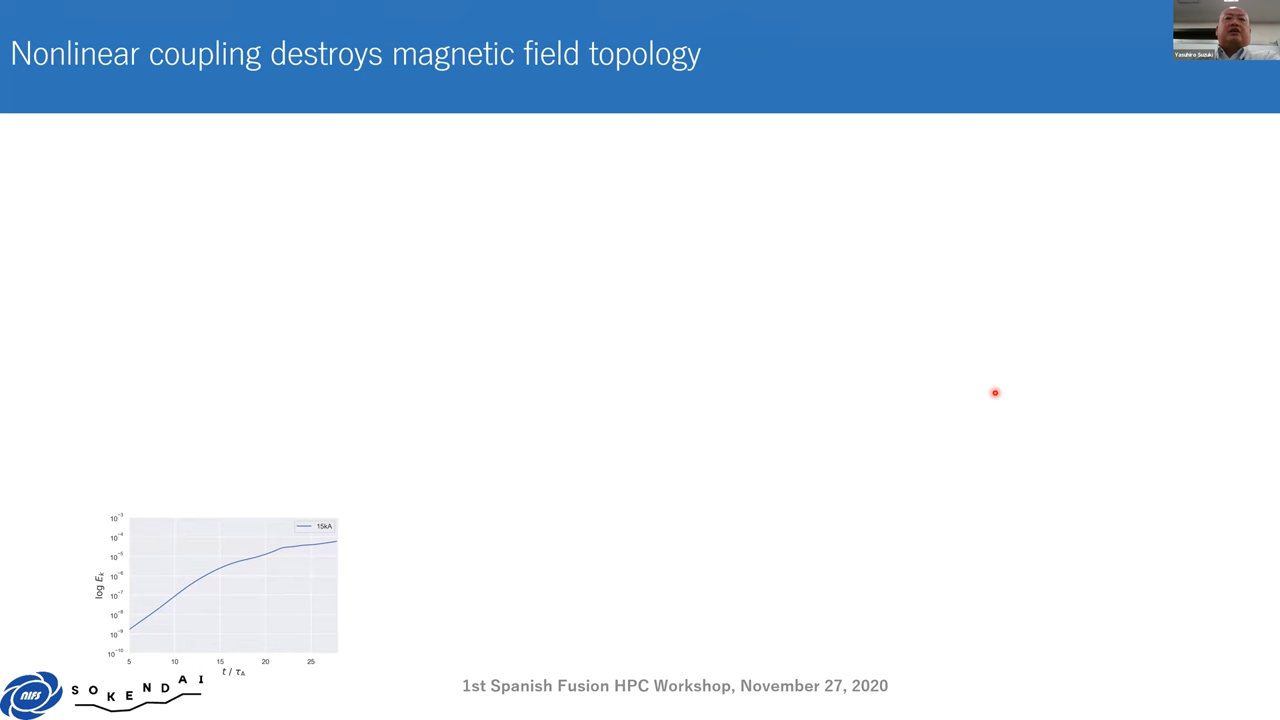 Nonlinear coupling destroys magnetic field topology
Yasuhiro Suzuki
10⁻³
10⁻⁴
10⁻⁵
10⁻⁶
10⁻⁷
10⁻⁸
10⁻⁹
10⁻¹⁰
log Eₖ
15kA
5 10 15 20 25
t / τ_A
NIFS
SOKENDAI
1st Spanish Fusion HPC Workshop, November 27, 2020